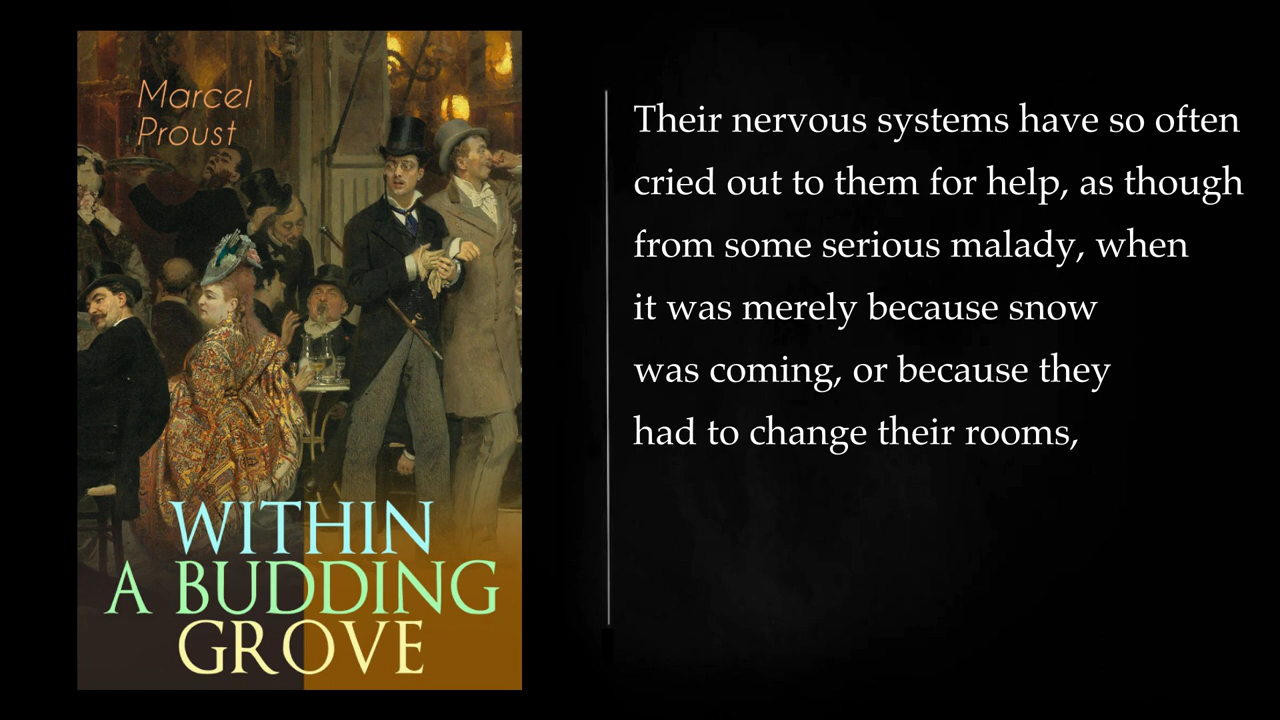 Marcel
Proust
WITHIN
A BUDDING
GROVE
Their nervous systems have so often
cried out to them for help, as though
from some serious malady, when
it was merely because snow
was coming, or because they
had to change their rooms,